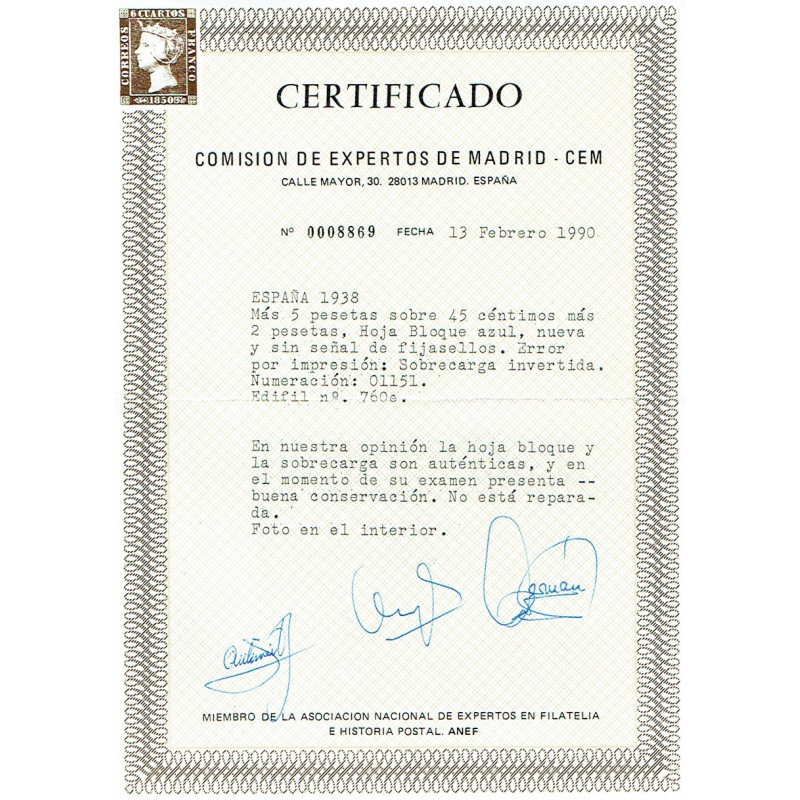 6 CUARTOS
CORREOS
FRANCO
1850
CERTIFICADO
COMISION DE EXPERTOS DE MADRID - CEM
CALLE MAYOR, 30. 28013 MADRID. ESPAÑA
Nº 0008869 FECHA 13 Febrero 1990
ESPAÑA 1938
Más 5 pesetas sobre 45 céntimos más
2 pesetas, Hoja Bloque azul, nueva
y sin señal de fijasellos. Error
por impresión: Sobrecarga invertida.
Numeración: 01151.
Edifil nº. 760e.
En nuestra opinión la hoja bloque y
la sobrecarga son auténticas, y en
el momento de su examen presenta --
buena conservación. No está repara-
da.
Foto en el interior.
MIEMBRO DE LA ASOCIACION NACIONAL DE EXPERTOS EN FILATELIA
E HISTORIA POSTAL. ANEF